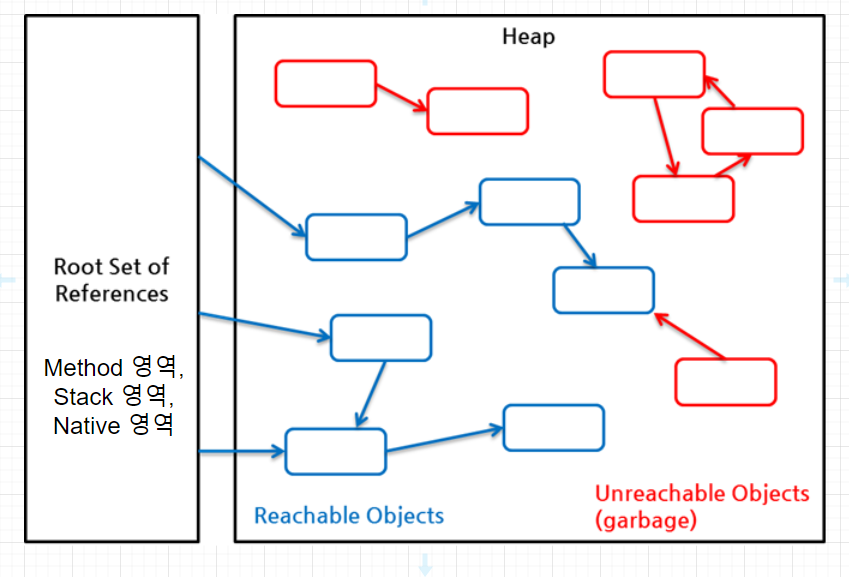 Heap
Root Set of
References
Method 영역,
Stack 영역,
Native 영역
Reachable Objects
Unreachable Objects
(garbage)